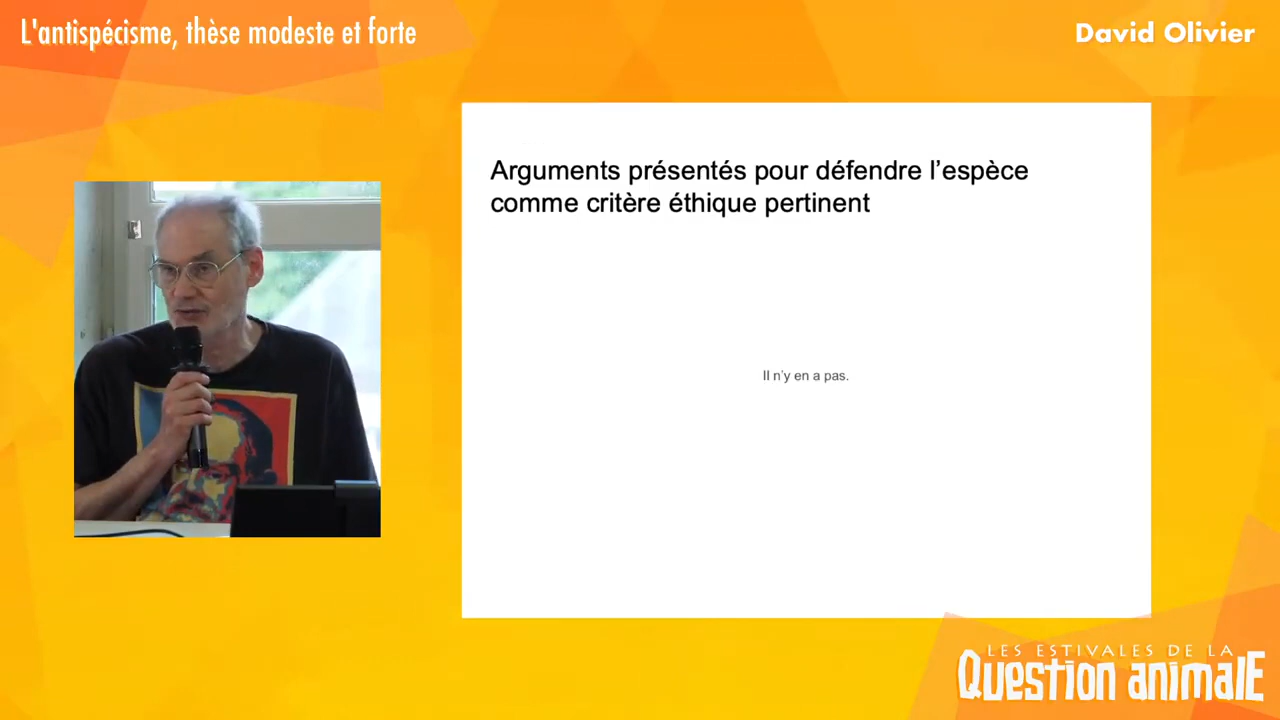 L'antispécisme, thèse modeste et forte
David Olivier
Arguments présentés pour défendre l’espèce
comme critère éthique pertinent
Il n’y en a pas.
LES ESTIVALES DE LA
QUESTION ANIMALE